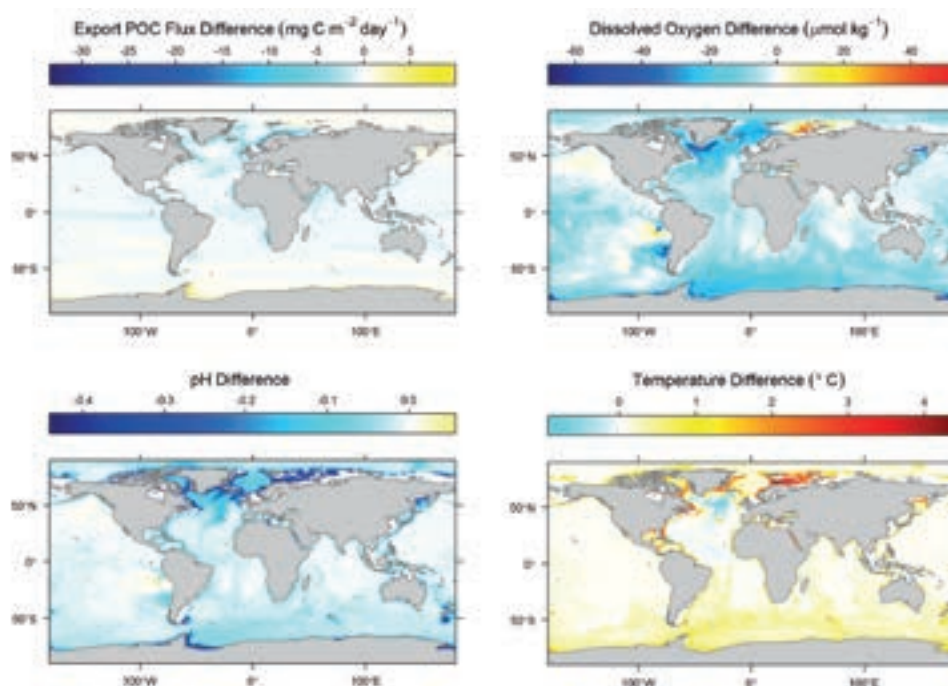 Export POC Flux Difference (mg C m⁻² day⁻¹)
-30 -25 -20 -15 -10 -5 0 5
50°N
0°
50°S
100°W 0° 100°E
Dissolved Oxygen Difference (μmol kg⁻¹)
-60 -40 -20 0 20 40
50°N
0°
50°S
100°W 0° 100°E
pH Difference
-0.4 -0.3 -0.2 -0.1 0.0
50°N
0°
50°S
100°W 0° 100°E
Temperature Difference (° C)
0 1 2 3 4
50°N
0°
50°S
100°W 0° 100°E